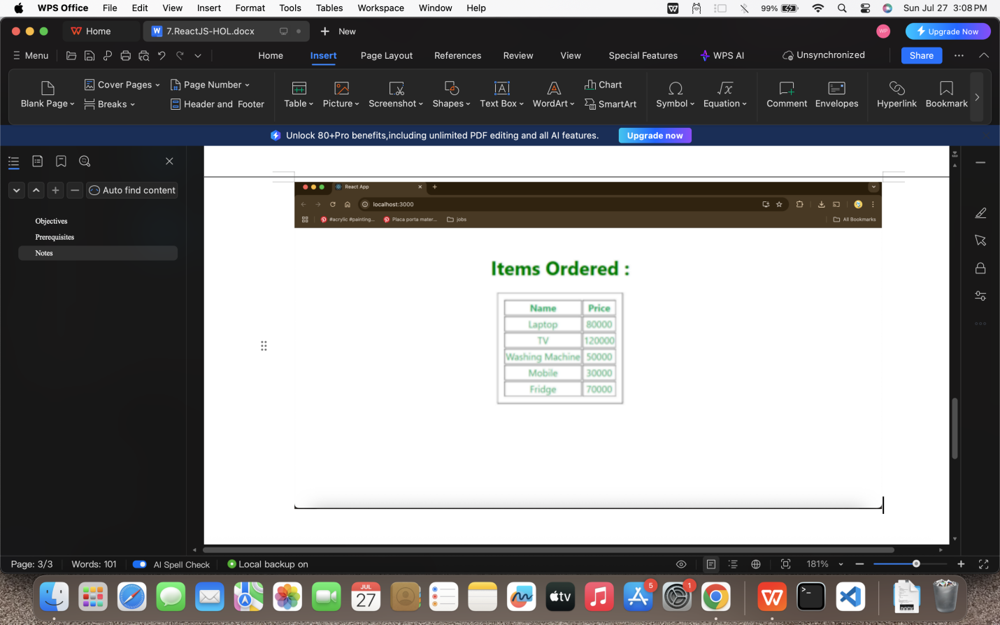 WPS Office File Edit View Insert Format Tools Tables Workspace Window Help 99% Sun Jul 27 3:08 PM
Home 7.ReactJS-HOL.docx New WP Upgrade Now
Menu Home Insert Page Layout References Review View Special Features WPS AI Unsynchronized Share
Cover Pages Page Number Chart
Blank Page Breaks Header and Footer Table Picture Screenshot Shapes Text Box WordArt SmartArt Symbol Equation Comment Envelopes Hyperlink Bookmark
Unlock 80+Pro benefits,including unlimited PDF editing and all AI features. Upgrade now
Auto find content
Objectives
Prerequisites
Notes
React App
localhost:3000
#acrylic #painting... Placa porta mater... jobs All Bookmarks
Items Ordered :
Name Price
Laptop 80000
TV 120000
Washing Machine 50000
Mobile 30000
Fridge 70000
Page: 3/3 Words: 101 AI Spell Check Local backup on 181%
JUL
27
tv
5
1